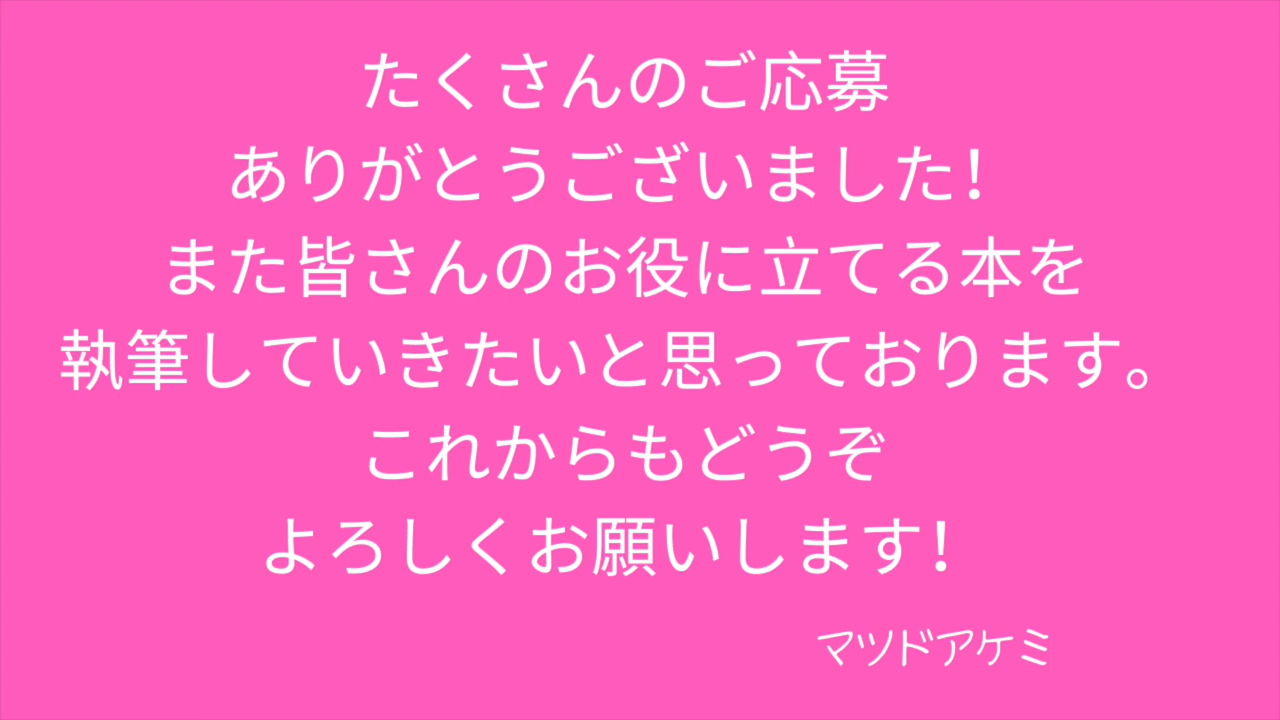 たくさんのご応募
ありがとうございました!
また皆さんのお役に立てる本を
執筆していきたいと思っております。
これからもどうぞ
よろしくお願いします!
マツドアケミ